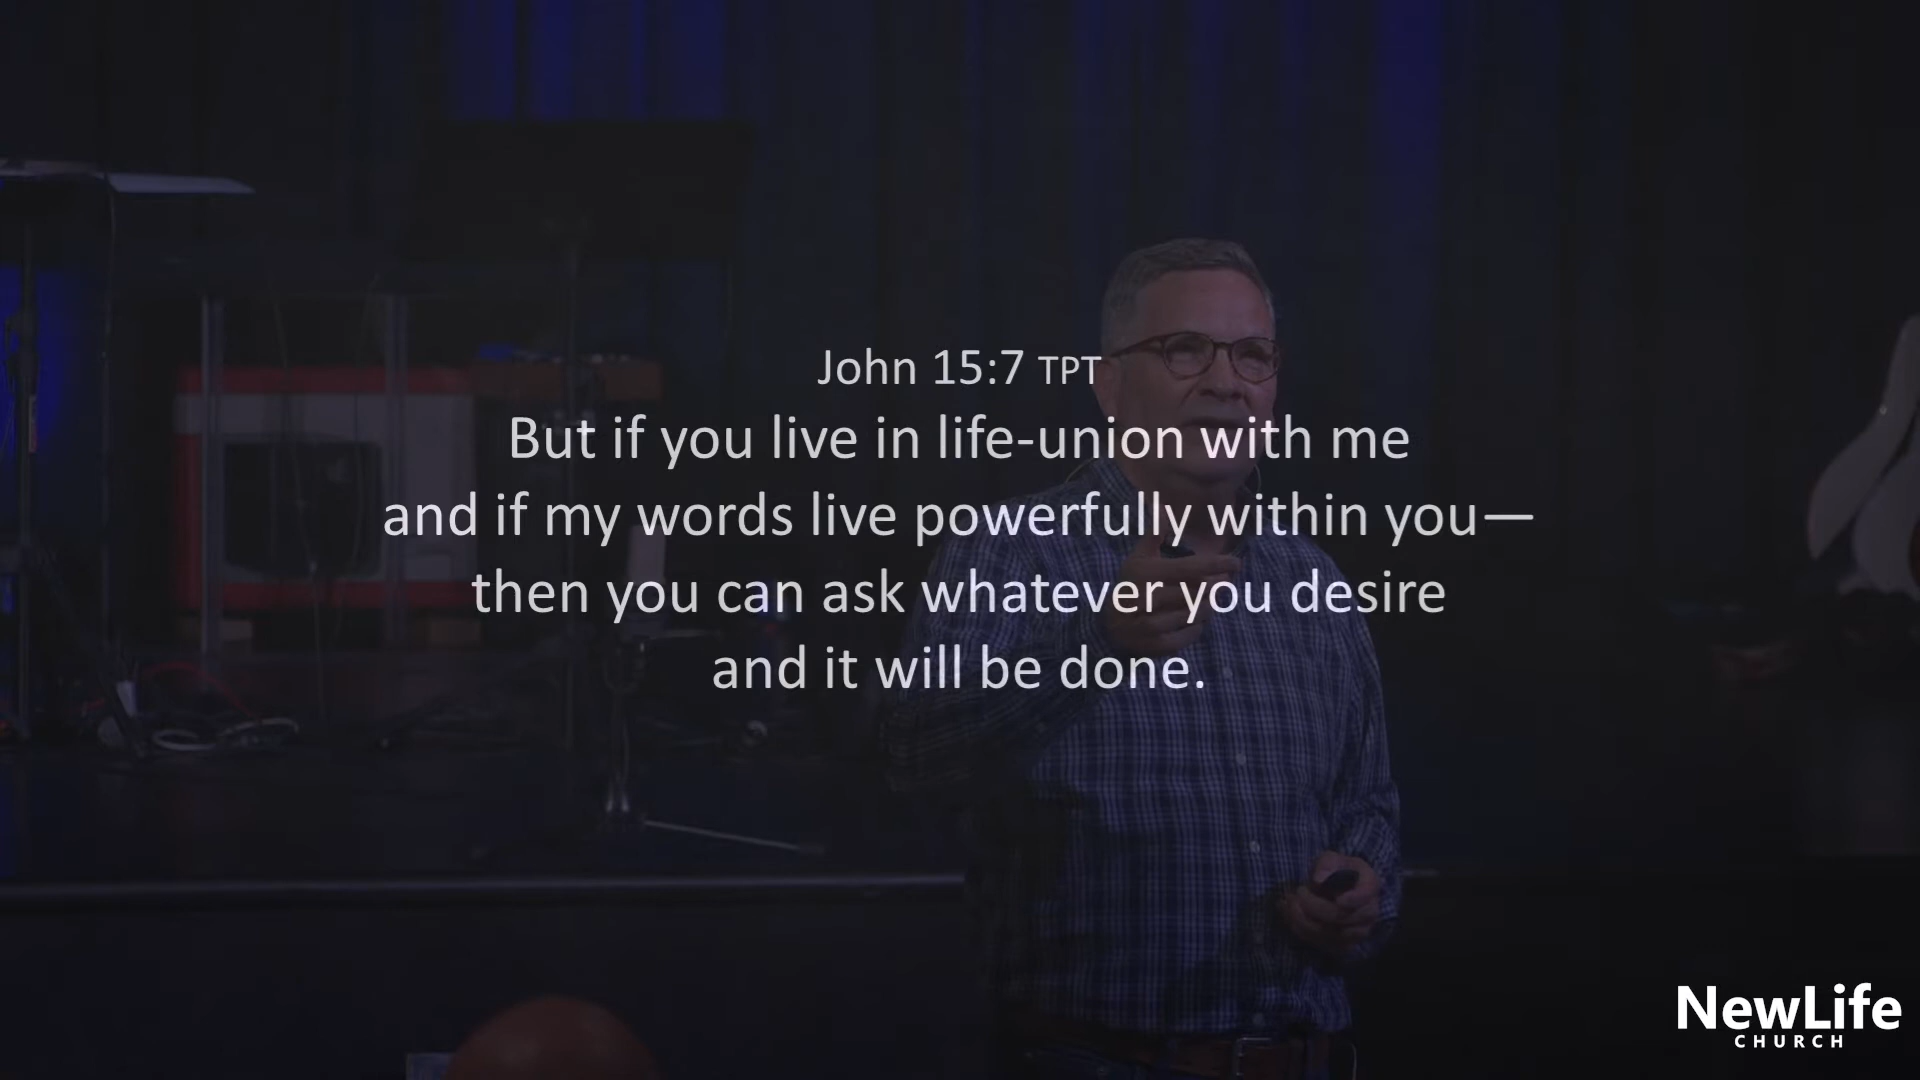 John 15:7 TPT
But if you live in life-union with me
and if my words live powerfully within you—
then you can ask whatever you desire
and it will be done.
NewLife
CHURCH